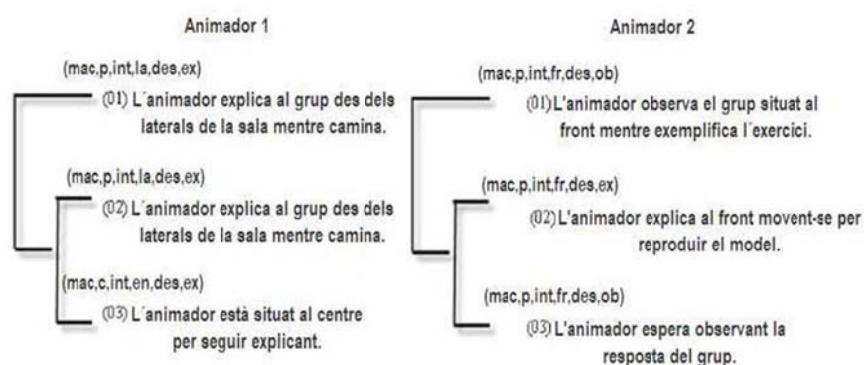 Animador 1
(mac,p,int,la,des,ex)
(01) L´animador explica al grup des dels
laterals de la sala mentre camina.
(mac,p,int,la,des,ex)
(02) L´animador explica al grup des dels
laterals de la sala mentre camina.
(mac,c,int,en,des,ex)
(03) L´animador està situat al centre
per seguir explicant.
Animador 2
(mac,p,int,fr,des,ob)
(01) L'animador observa el grup situat al
front mentre exemplifica l´exercici.
(mac,p,int,fr,des,ex)
(02) L'animador explica al front movent-se per
reproduir el model.
(mac,p,int,fr,des,ob)
(03) L'animador espera observant la
resposta del grup.